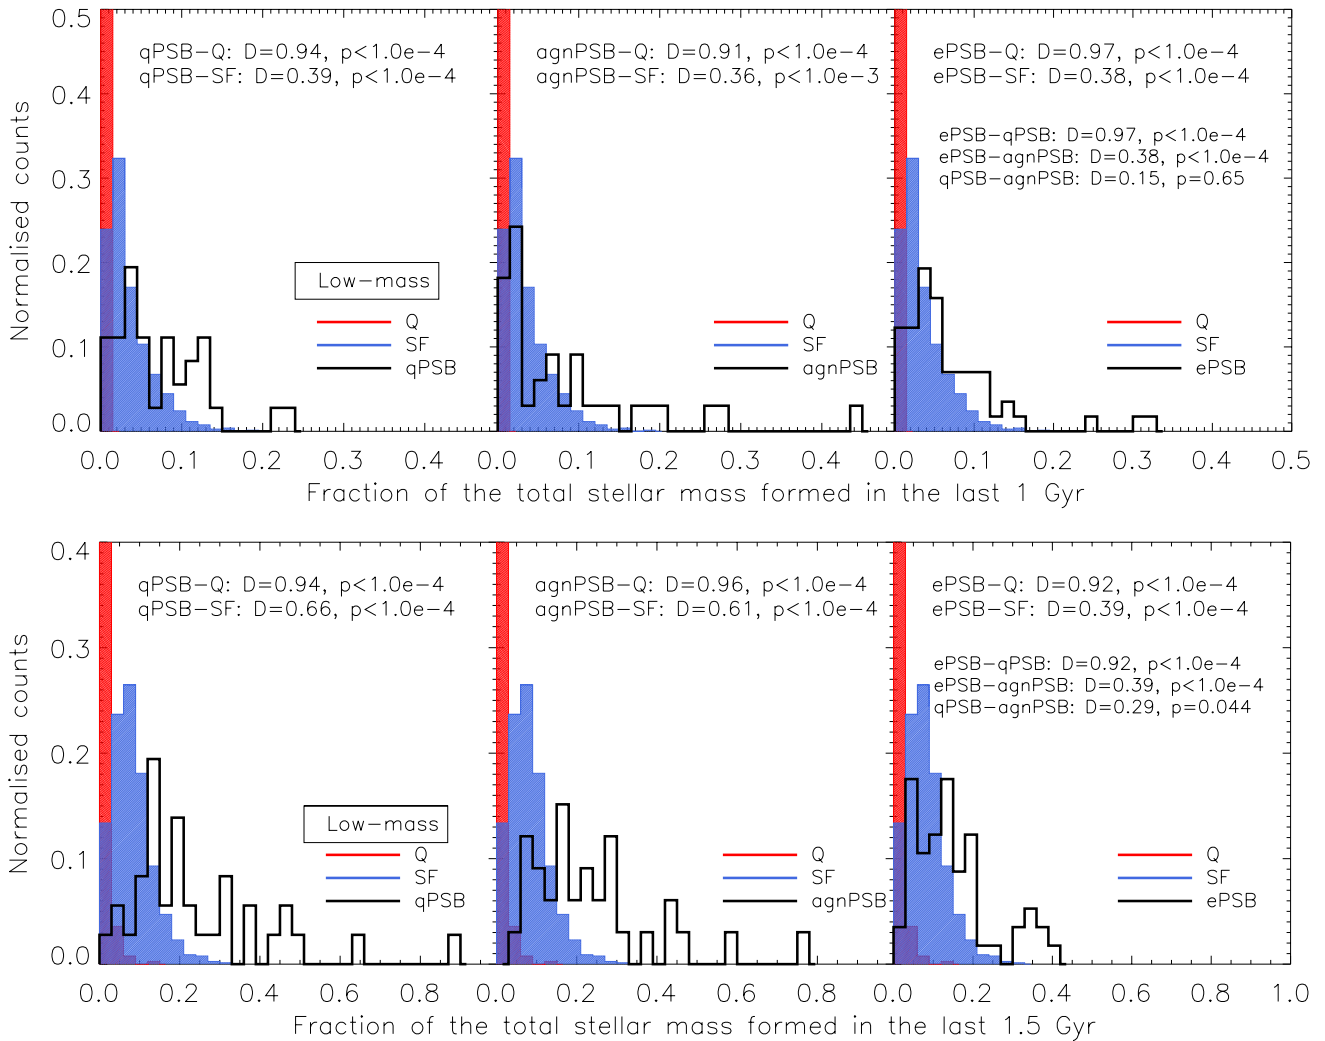 qPSB-Q: D=0.94, p<1.0e-4
qPSB-SF: D=0.39, p<1.0e-4
Low-mass
Q
SF
qPSB
agnPSB-Q: D=0.91, p<1.0e-4
agnPSB-SF: D=0.36, p<1.0e-3
Q
SF
agnPSB
ePSB-Q: D=0.97, p<1.0e-4
ePSB-SF: D=0.38, p<1.0e-4
ePSB-qPSB: D=0.97, p<1.0e-4
ePSB-agnPSB: D=0.38, p<1.0e-4
qPSB-agnPSB: D=0.15, p=0.65
Q
SF
ePSB
Normalised counts
0.5
0.4
0.3
0.2
0.1
0.0
0.0 0.1 0.2 0.3 0.4 0.0 0.1 0.2 0.3 0.4 0.0 0.1 0.2 0.3 0.4 0.5
Fraction of the total stellar mass formed in the last 1 Gyr
qPSB-Q: D=0.94, p<1.0e-4
qPSB-SF: D=0.66, p<1.0e-4
Low-mass
Q
SF
qPSB
agnPSB-Q: D=0.96, p<1.0e-4
agnPSB-SF: D=0.61, p<1.0e-4
Q
SF
agnPSB
ePSB-Q: D=0.92, p<1.0e-4
ePSB-SF: D=0.39, p<1.0e-4
ePSB-qPSB: D=0.92, p<1.0e-4
ePSB-agnPSB: D=0.39, p<1.0e-4
qPSB-agnPSB: D=0.29, p=0.044
Q
SF
ePSB
Normalised counts
0.4
0.3
0.2
0.1
0.0
0.0 0.2 0.4 0.6 0.8 0.0 0.2 0.4 0.6 0.8 0.0 0.2 0.4 0.6 0.8 1.0
Fraction of the total stellar mass formed in the last 1.5 Gyr